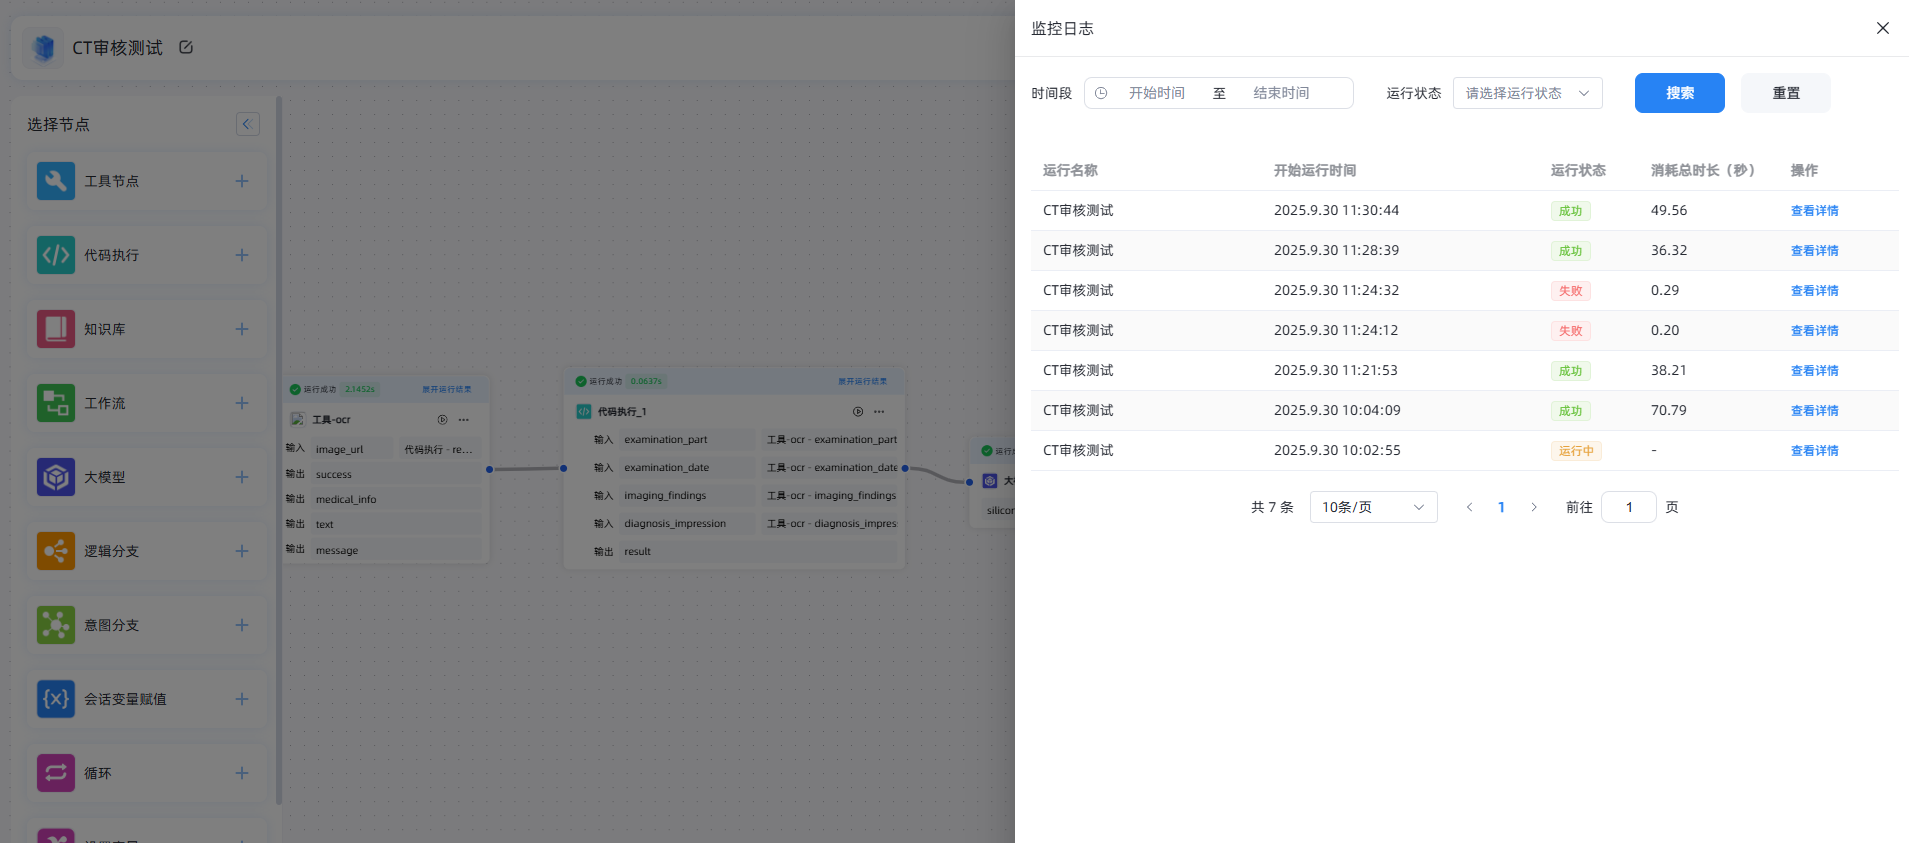 CT审核测试
选择节点
工具节点
代码执行
知识库
工作流
大模型
逻辑分支
意图分支
会话变量赋值
循环
运行成功 2.1452s 展开运行结果
工具-ocr
输入 image_url 代码执行 - re...
输出 success
输出 medical_info
输出 text
输出 message
运行成功 0.0637s 展开运行结果
代码执行_1
输入 examination_part 工具-ocr - examination_part
输入 examination_date 工具-ocr - examination_date
输入 imaging_findings 工具-ocr - imaging_findings
输入 diagnosis_impression 工具-ocr - diagnosis_impres
输出 result
运行
大
silicon
监控日志
时间段 开始时间 至 结束时间 运行状态 请选择运行状态 搜索 重置
运行名称 开始运行时间 运行状态 消耗总时长（秒） 操作
CT审核测试 2025.9.30 11:30:44 成功 49.56 查看详情
CT审核测试 2025.9.30 11:28:39 成功 36.32 查看详情
CT审核测试 2025.9.30 11:24:32 失败 0.29 查看详情
CT审核测试 2025.9.30 11:24:12 失败 0.20 查看详情
CT审核测试 2025.9.30 11:21:53 成功 38.21 查看详情
CT审核测试 2025.9.30 10:04:09 成功 70.79 查看详情
CT审核测试 2025.9.30 10:02:55 运行中 - 查看详情
共 7 条 10条/页 1 前往 1 页